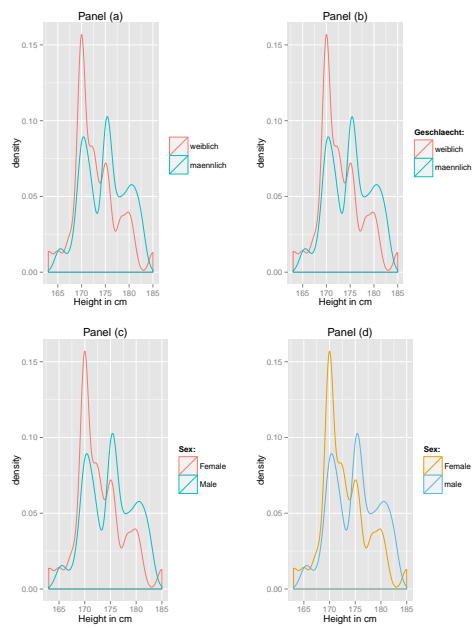 Panel (a)
0.15
0.10
0.05
0.00
density
165 170 175 180 185
Height in cm
weiblich
maennlich
Panel (b)
0.15
0.10
0.05
0.00
density
165 170 175 180 185
Height in cm
Geschlaecht:
weiblich
maennlich
Panel (c)
0.15
0.10
0.05
0.00
density
165 170 175 180 185
Height in cm
Sex:
Female
Male
Panel (d)
0.15
0.10
0.05
0.00
density
165 170 175 180 185
Height in cm
Sex:
Female
male